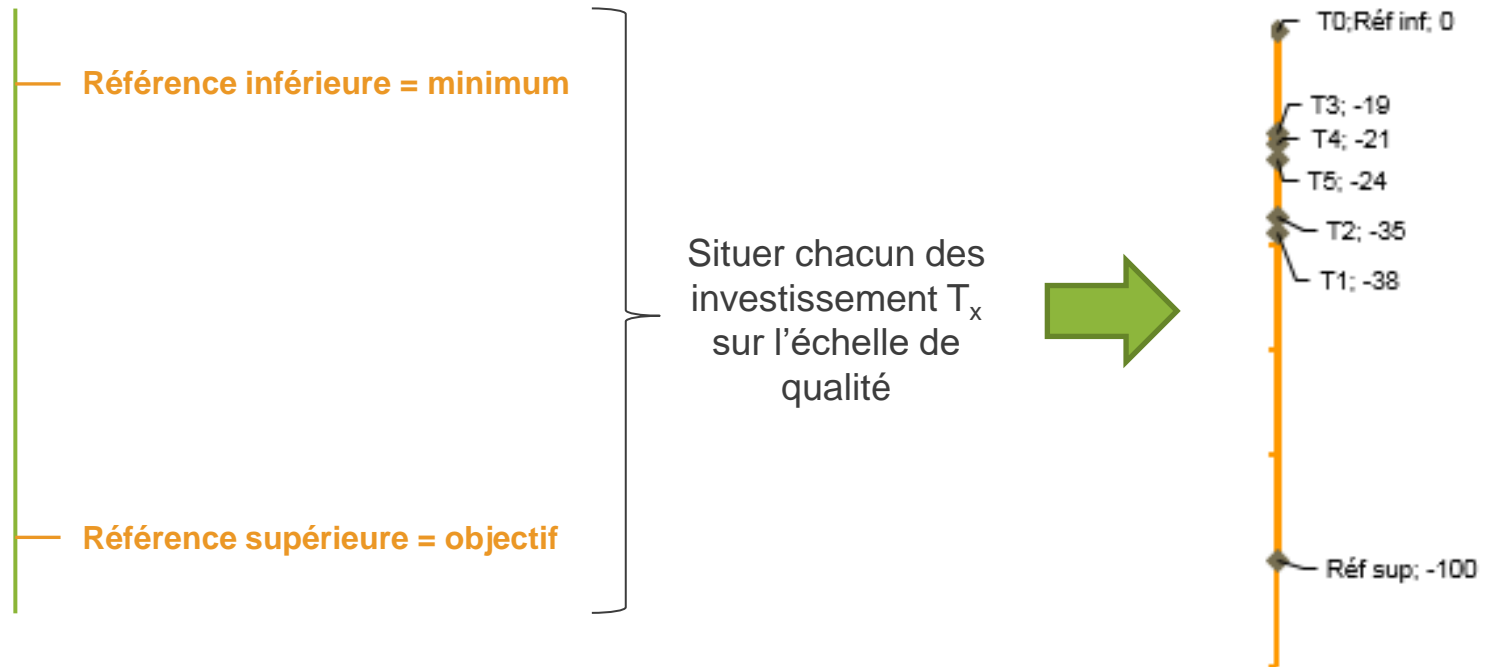 Référence inférieure = minimum
Référence supérieure = objectif
Situer chacun des
investissement Tx
sur l’échelle de
qualité
T0;Réf inf; 0
T3; -19
T4; -21
T5; -24
T2; -35
T1; -38
Réf sup; -100